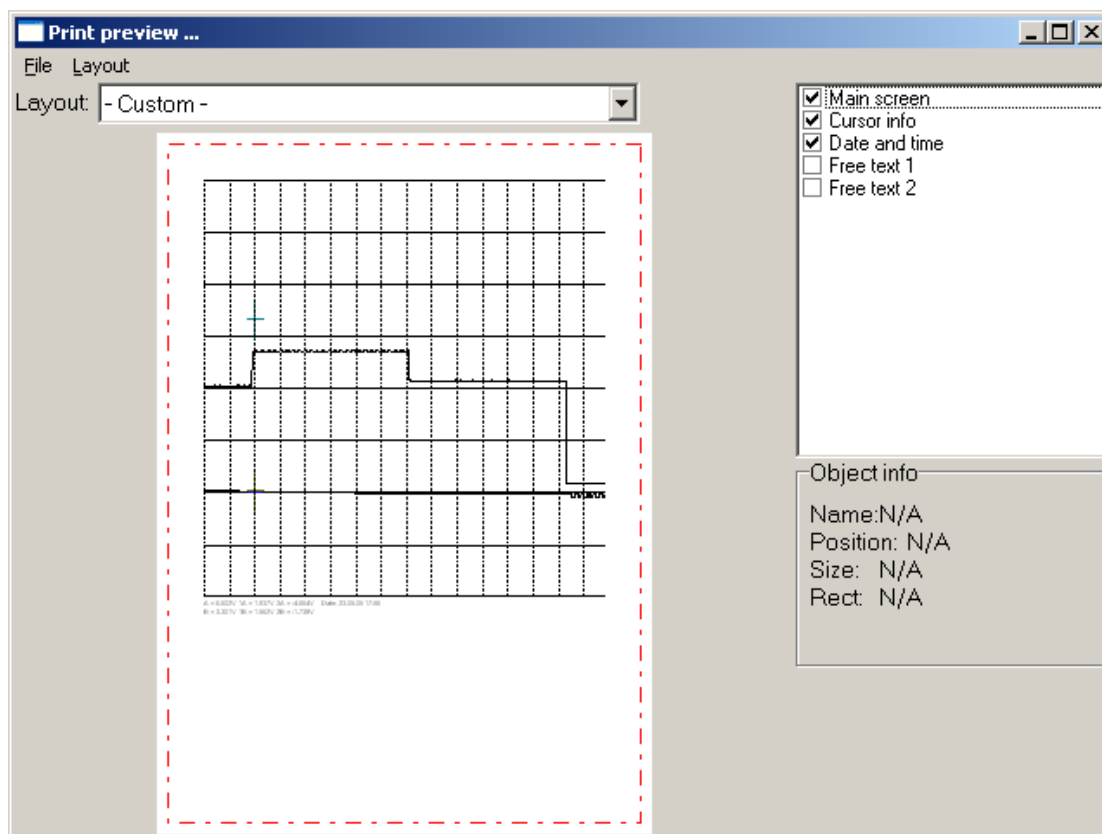 Print preview ...
File Layout
Layout: - Custom -
Main screen
Cursor info
Date and time
Free text 1
Free text 2
Object info
Name:N/A
Position: N/A
Size: N/A
Rect: N/A